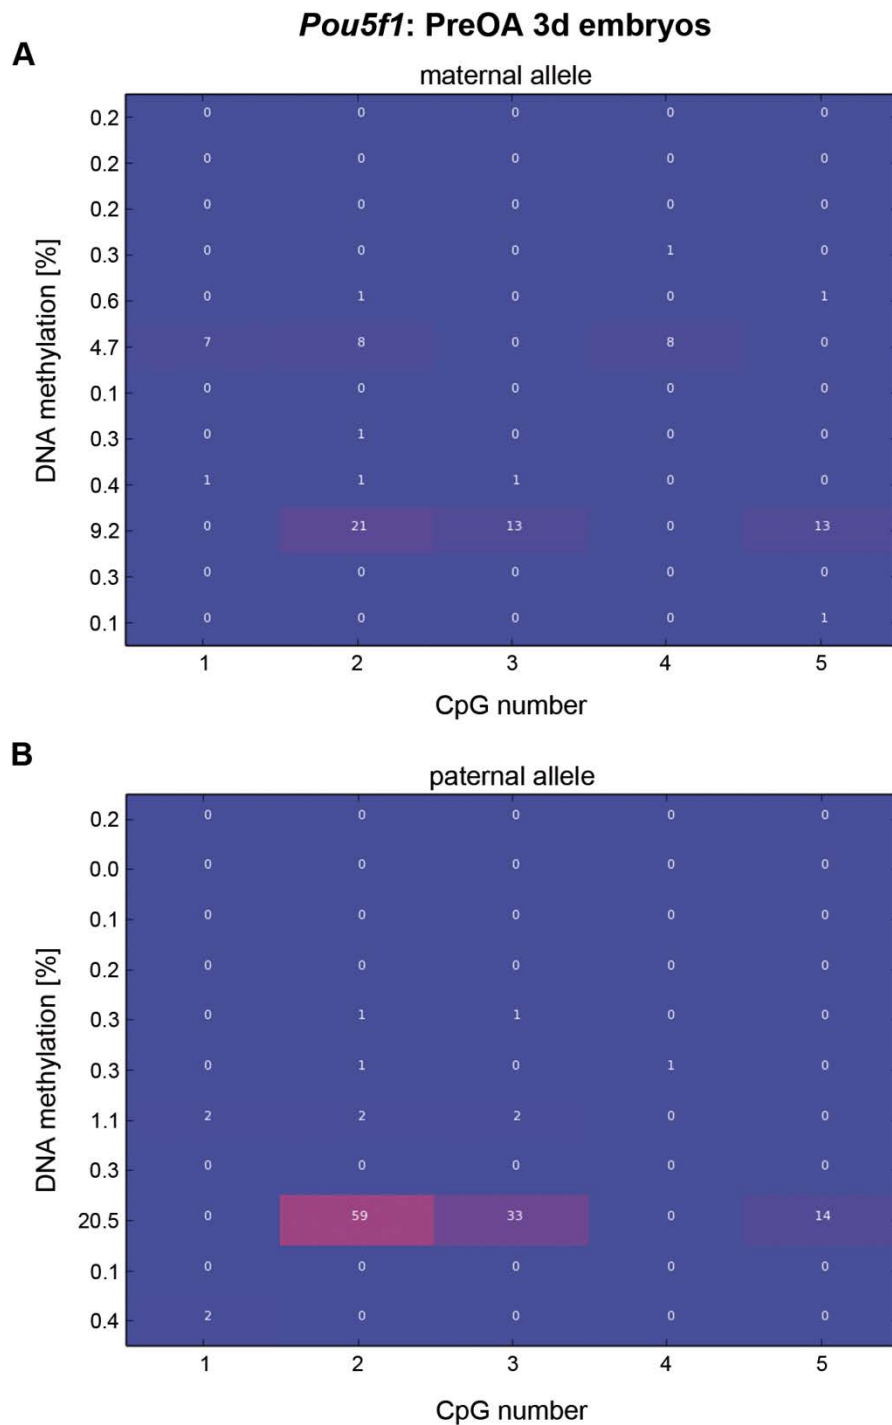 Pou5f1: PreOA 3d embryos
A
maternal allele
DNA methylation [%]
0.2 0 0 0 0 0
0.2 0 0 0 0 0
0.2 0 0 0 0 0
0.3 0 0 0 1 0
0.6 0 1 0 0 1
4.7 7 8 0 8 0
0.1 0 0 0 0 0
0.3 0 1 0 0 0
0.4 1 1 1 0 0
9.2 0 21 13 0 13
0.3 0 0 0 0 0
0.1 0 0 0 0 1
1 2 3 4 5
CpG number
B
paternal allele
DNA methylation [%]
0.2 0 0 0 0 0
0.0 0 0 0 0 0
0.1 0 0 0 0 0
0.2 0 0 0 0 0
0.3 0 1 1 0 0
0.3 0 1 0 1 0
1.1 2 2 2 0 0
0.3 0 0 0 0 0
20.5 0 59 33 0 14
0.1 0 0 0 0 0
0.4 2 0 0 0 0
1 2 3 4 5
CpG number